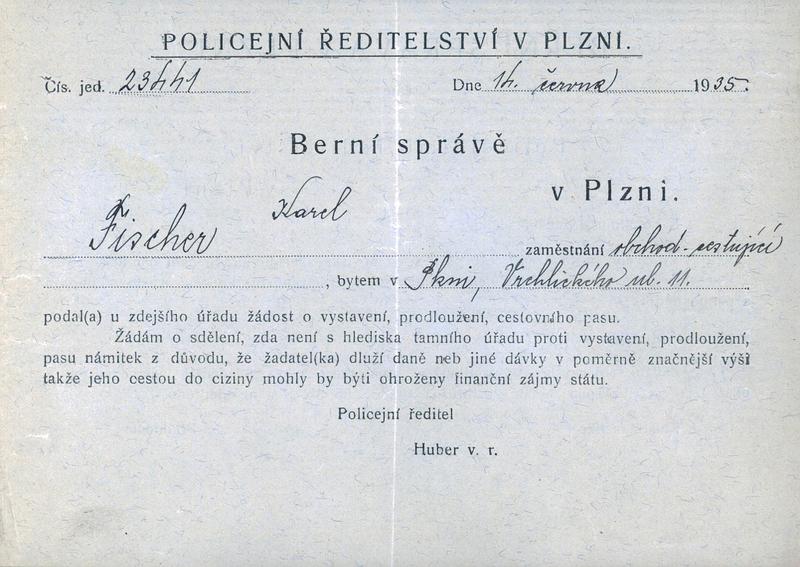 POLICEJNÍ ŘEDITELSTVÍ V PLZNI.
Čís. jed. 23441 Dne 14. června 1935.
Berní správě
v Plzni.
Fischer Karel zaměstnání obchod. cestující
, bytem v Plzni, Vrchlického ul. 11.
podal(a) u zdejšího úřadu žádost o vystavení, prodloužení, cestovního pasu.
Žádám o sdělení, zda není s hlediska tamního úřadu proti vystavení, prodloužení,
pasu námitek z důvodu, že žadatel(ka) dluží daně neb jiné dávky v poměrně značnější výši
takže jeho cestou do ciziny mohly by býti ohroženy finanční zájmy státu.
Policejní ředitel
Huber v. r.